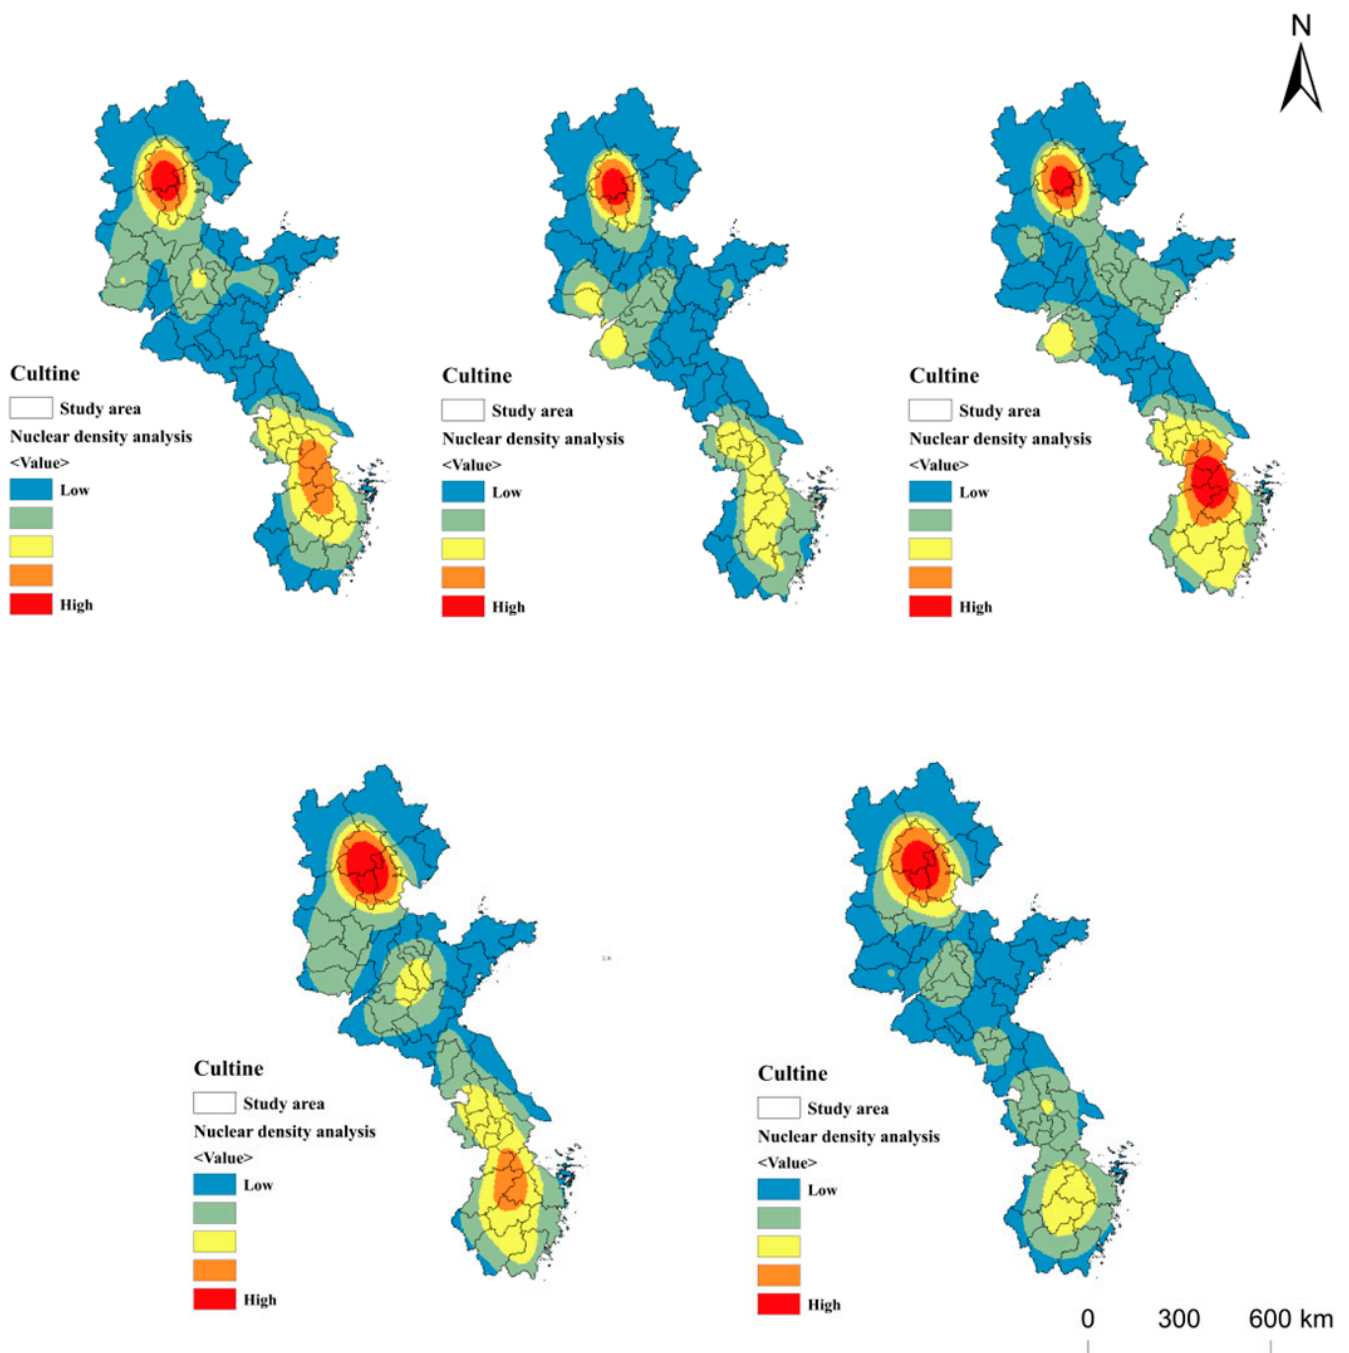 N
Cultine
Study area
Nuclear density analysis
<Value>
Low
High
Cultine
Study area
Nuclear density analysis
<Value>
Low
High
Cultine
Study area
Nuclear density analysis
<Value>
Low
High
Cultine
Study area
Nuclear density analysis
<Value>
Low
High
Cultine
Study area
Nuclear density analysis
<Value>
Low
High
0 300 600 km